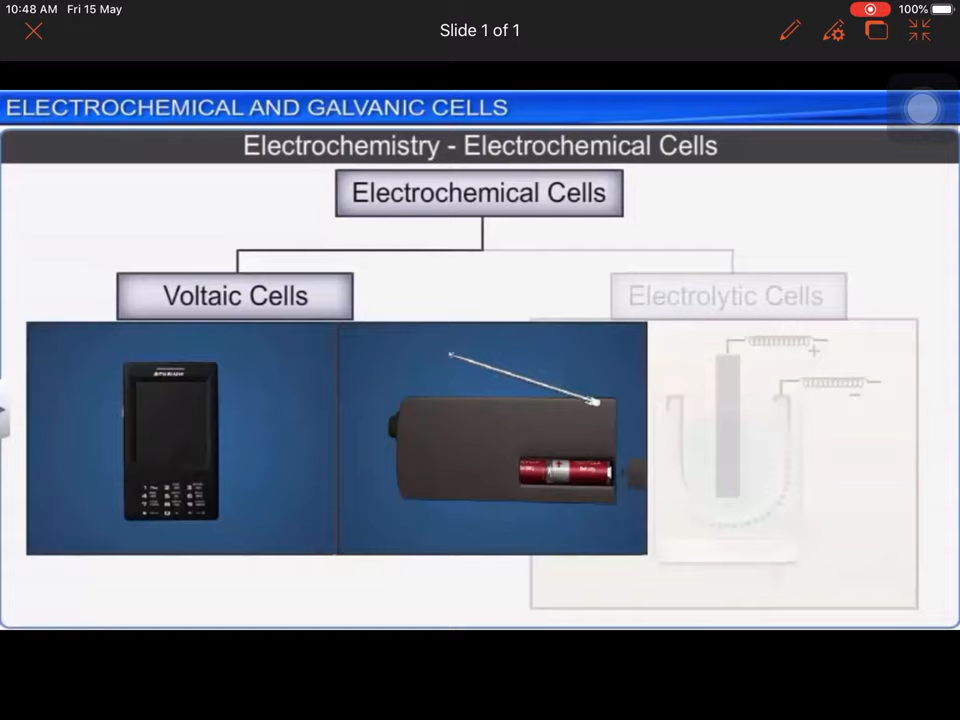 10:48 AM Fri 15 May
100%
Slide 1 of 1
ELECTROCHEMICAL AND GALVANIC CELLS
Electrochemistry - Electrochemical Cells
Electrochemical Cells
Voltaic Cells
Electrolytic Cells
+
−